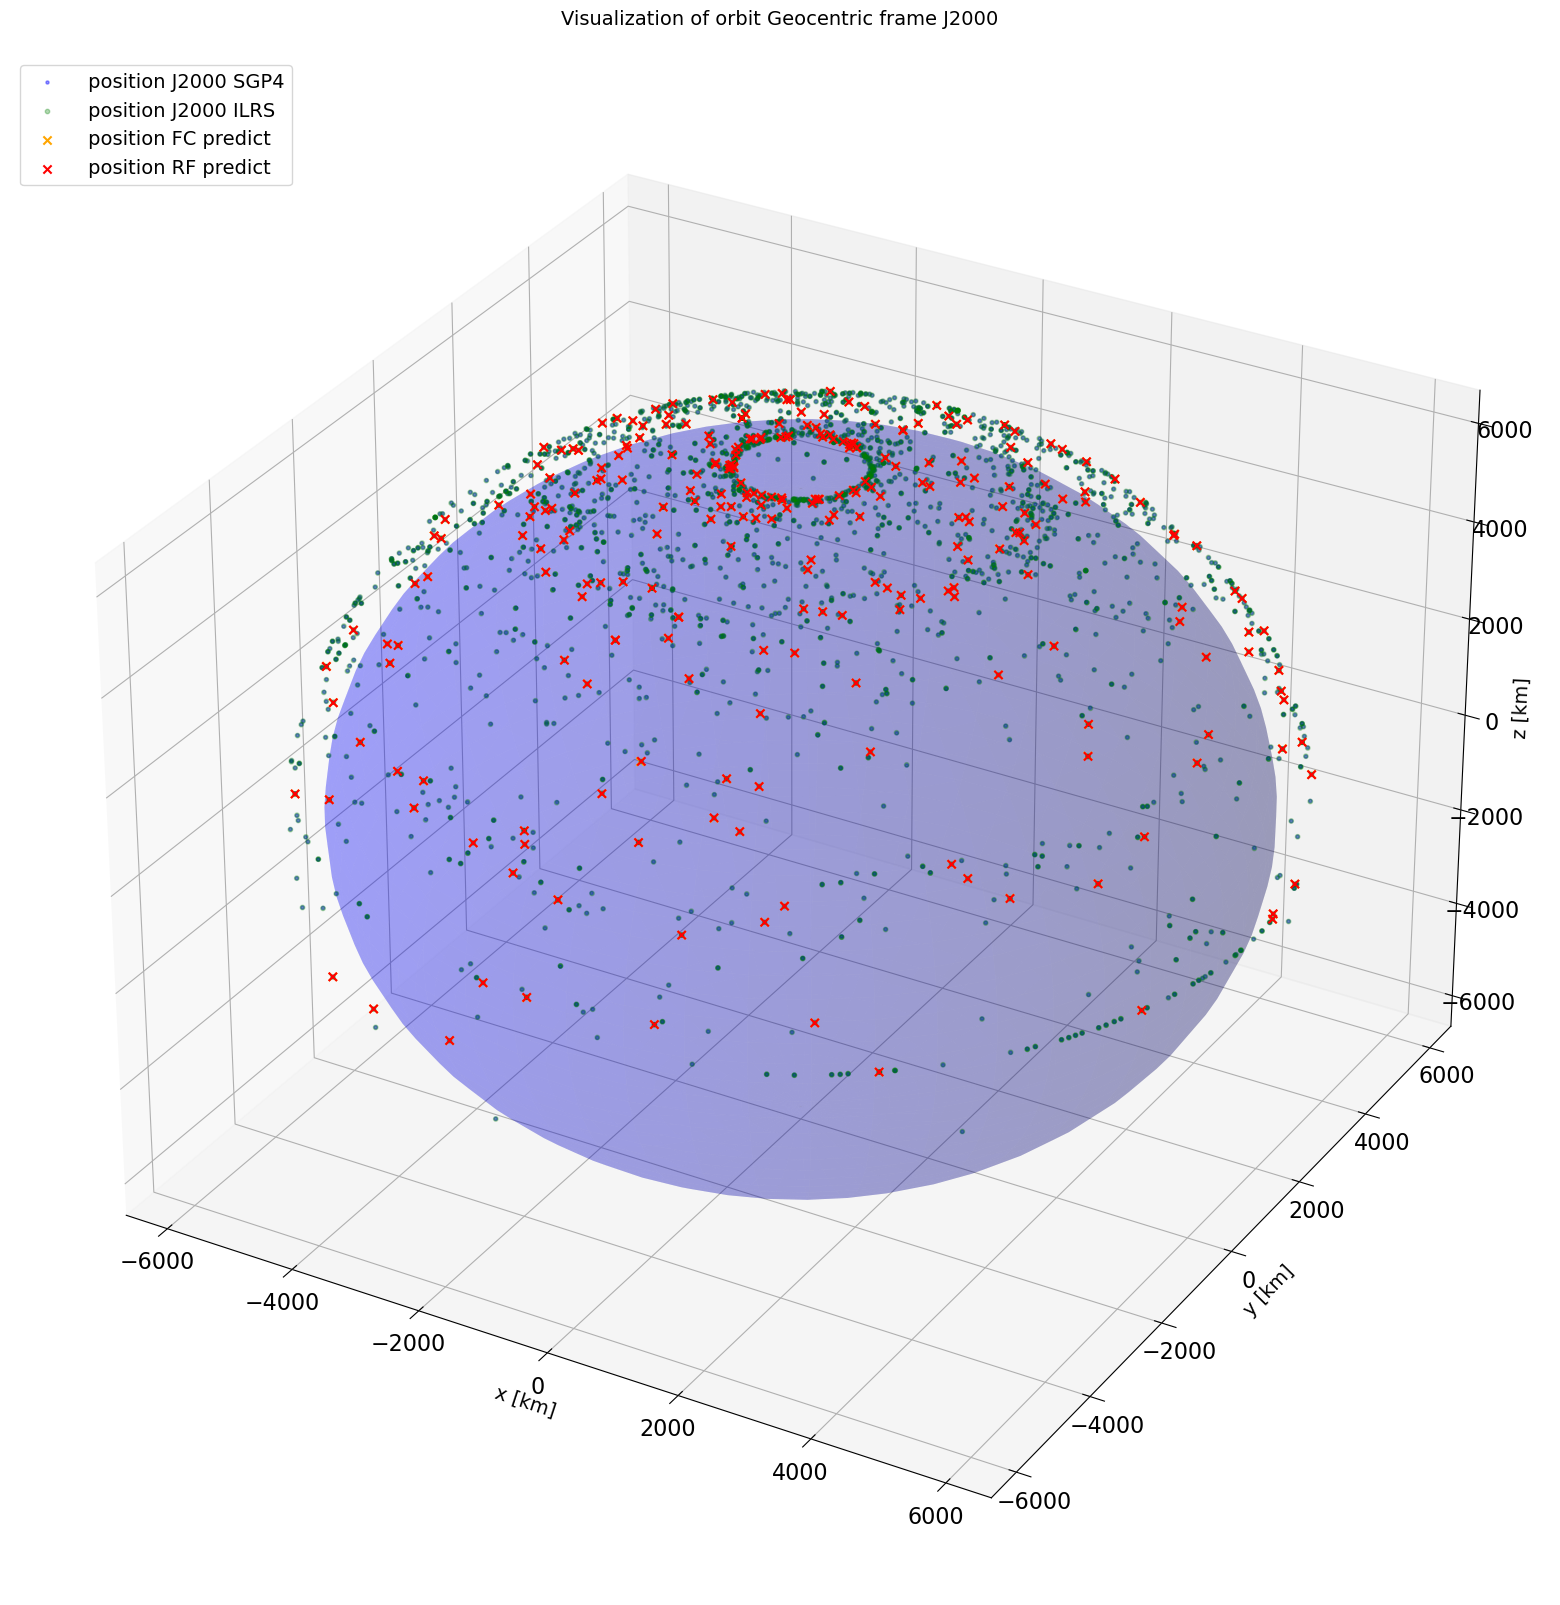 Visualization of orbit Geocentric frame J2000
position J2000 SGP4
position J2000 ILRS
position FC predict
position RF predict
6000
4000
2000
0
−2000
−4000
−6000
z [km]
6000
4000
2000
0
−2000
−4000
−6000
y [km]
−6000
−4000
−2000
0
2000
4000
6000
x [km]